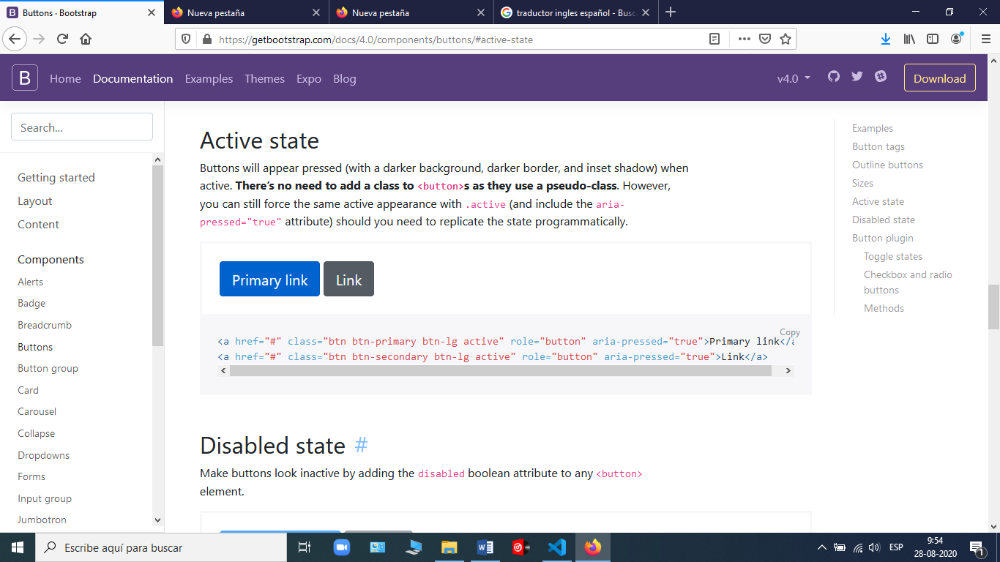 Buttons · Bootstrap
Nueva pestaña
Nueva pestaña
traductor ingles español - Busc
https://getbootstrap.com/docs/4.0/components/buttons/#active-state
B
Home
Documentation
Examples
Themes
Expo
Blog
v4.0
Download
Search...
Getting started
Layout
Content
Components
Alerts
Badge
Breadcrumb
Buttons
Button group
Card
Carousel
Collapse
Dropdowns
Forms
Input group
Jumbotron
Active state
Buttons will appear pressed (with a darker background, darker border, and inset shadow) when
active. There’s no need to add a class to <button>s as they use a pseudo-class. However,
you can still force the same active appearance with .active (and include the aria-
pressed="true" attribute) should you need to replicate the state programmatically.
Primary link
Link
Copy
<a href="#" class="btn btn-primary btn-lg active" role="button" aria-pressed="true">Primary link</a
<a href="#" class="btn btn-secondary btn-lg active" role="button" aria-pressed="true">Link</a>
Disabled state #
Make buttons look inactive by adding the disabled boolean attribute to any <button>
element.
Examples
Button tags
Outline buttons
Sizes
Active state
Disabled state
Button plugin
Toggle states
Checkbox and radio
buttons
Methods
Escribe aquí para buscar
ESP
9:54
28-08-2020
1